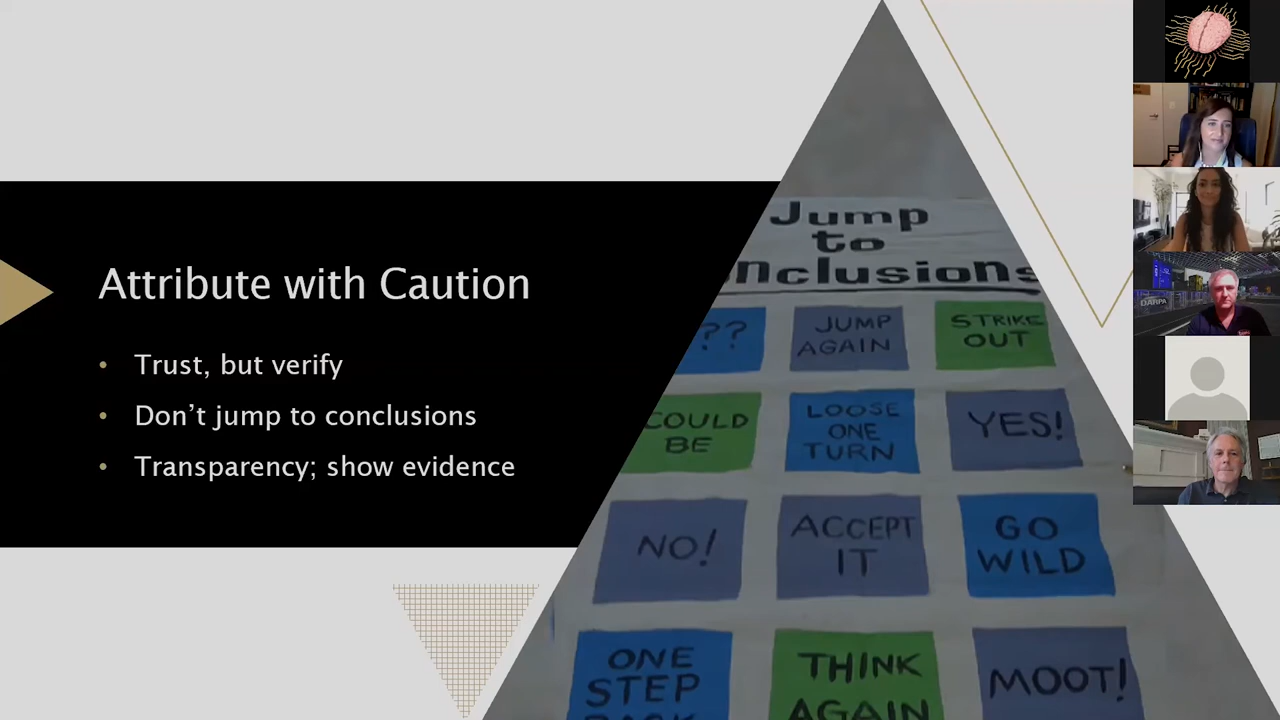 Attribute with Caution
• Trust, but verify
• Don’t jump to conclusions
• Transparency; show evidence
Jump
to
nclusions
??
JUMP
AGAIN
STRIKE
OUT
COULD
BE
LOOSE
ONE
TURN
YES!
NO!
ACCEPT
IT
GO
WILD
ONE
STEP
BACK
THINK
AGAIN
MOOT!
DARPA